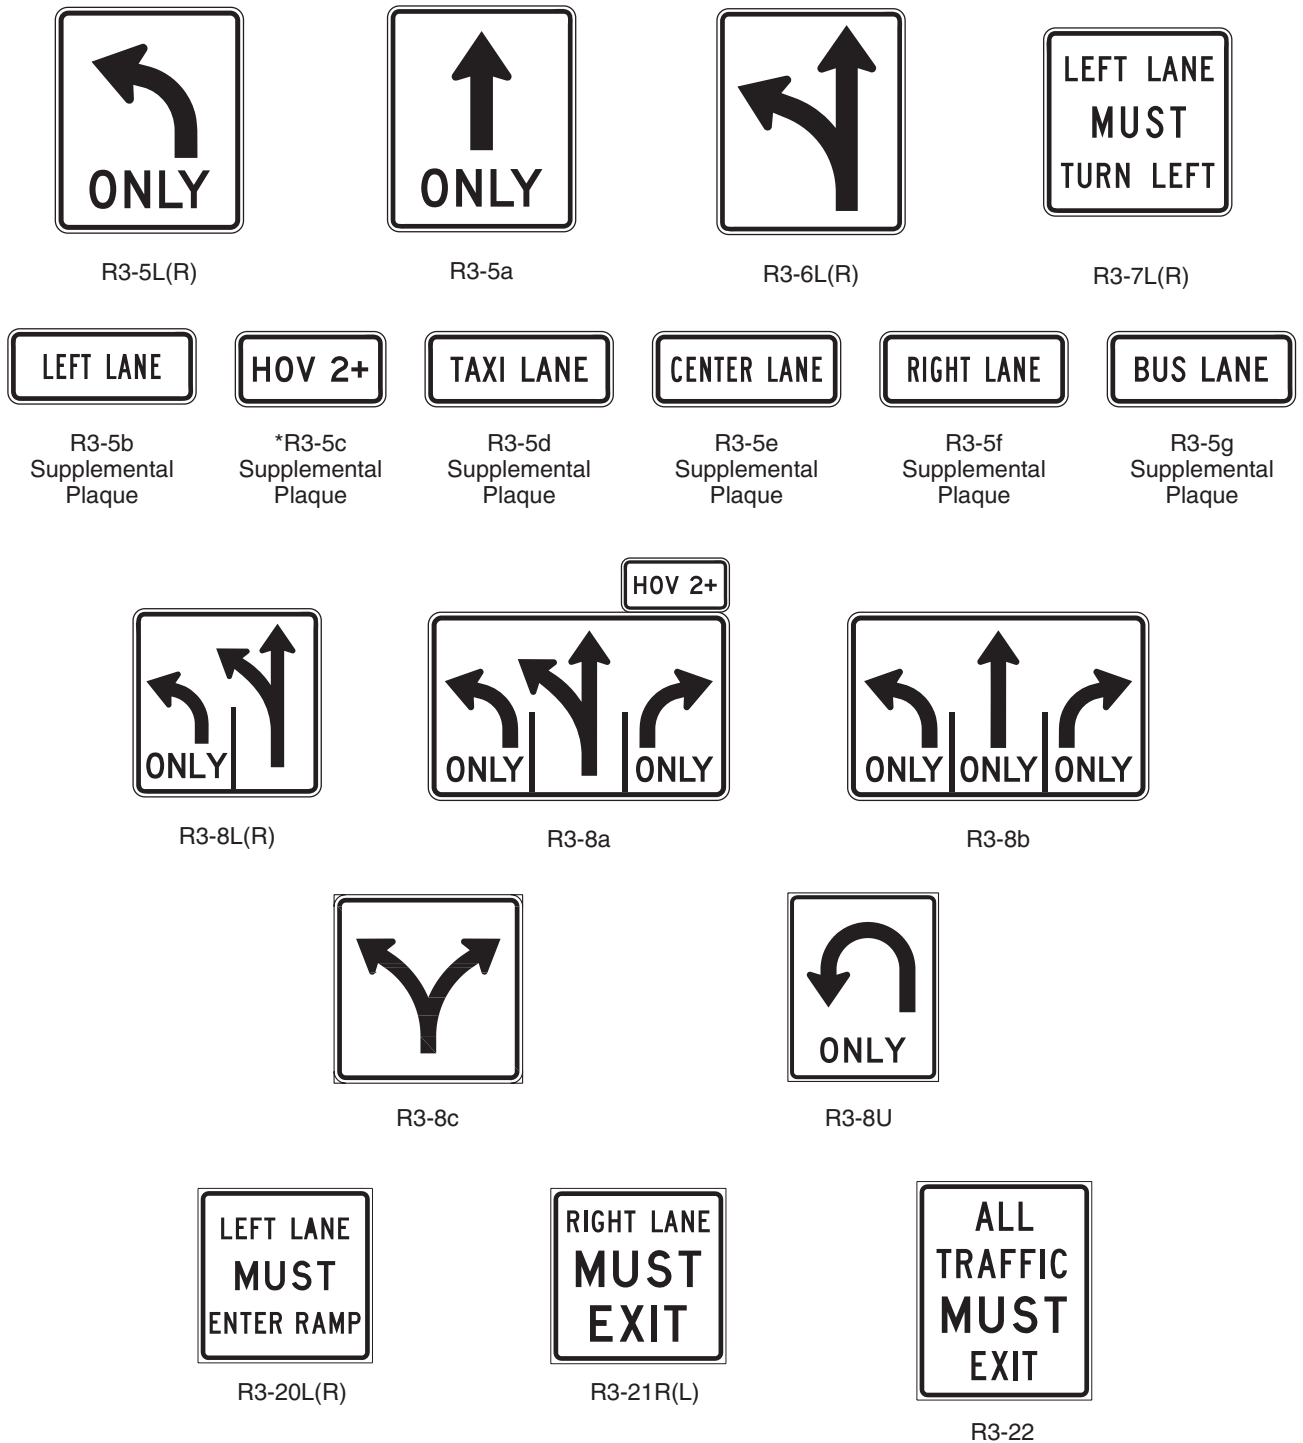 ONLY
R3-5L(R)
ONLY
R3-5a
R3-6L(R)
LEFT LANE
MUST
TURN LEFT
R3-7L(R)
LEFT LANE
R3-5b
Supplemental
Plaque
HOV 2+
*R3-5c
Supplemental
Plaque
TAXI LANE
R3-5d
Supplemental
Plaque
CENTER LANE
R3-5e
Supplemental
Plaque
RIGHT LANE
R3-5f
Supplemental
Plaque
BUS LANE
R3-5g
Supplemental
Plaque
ONLY
R3-8L(R)
HOV 2+
ONLY ONLY
R3-8a
ONLY ONLY ONLY
R3-8b
R3-8c
ONLY
R3-8U
LEFT LANE
MUST
ENTER RAMP
R3-20L(R)
RIGHT LANE
MUST
EXIT
R3-21R(L)
ALL
TRAFFIC
MUST
EXIT
R3-22